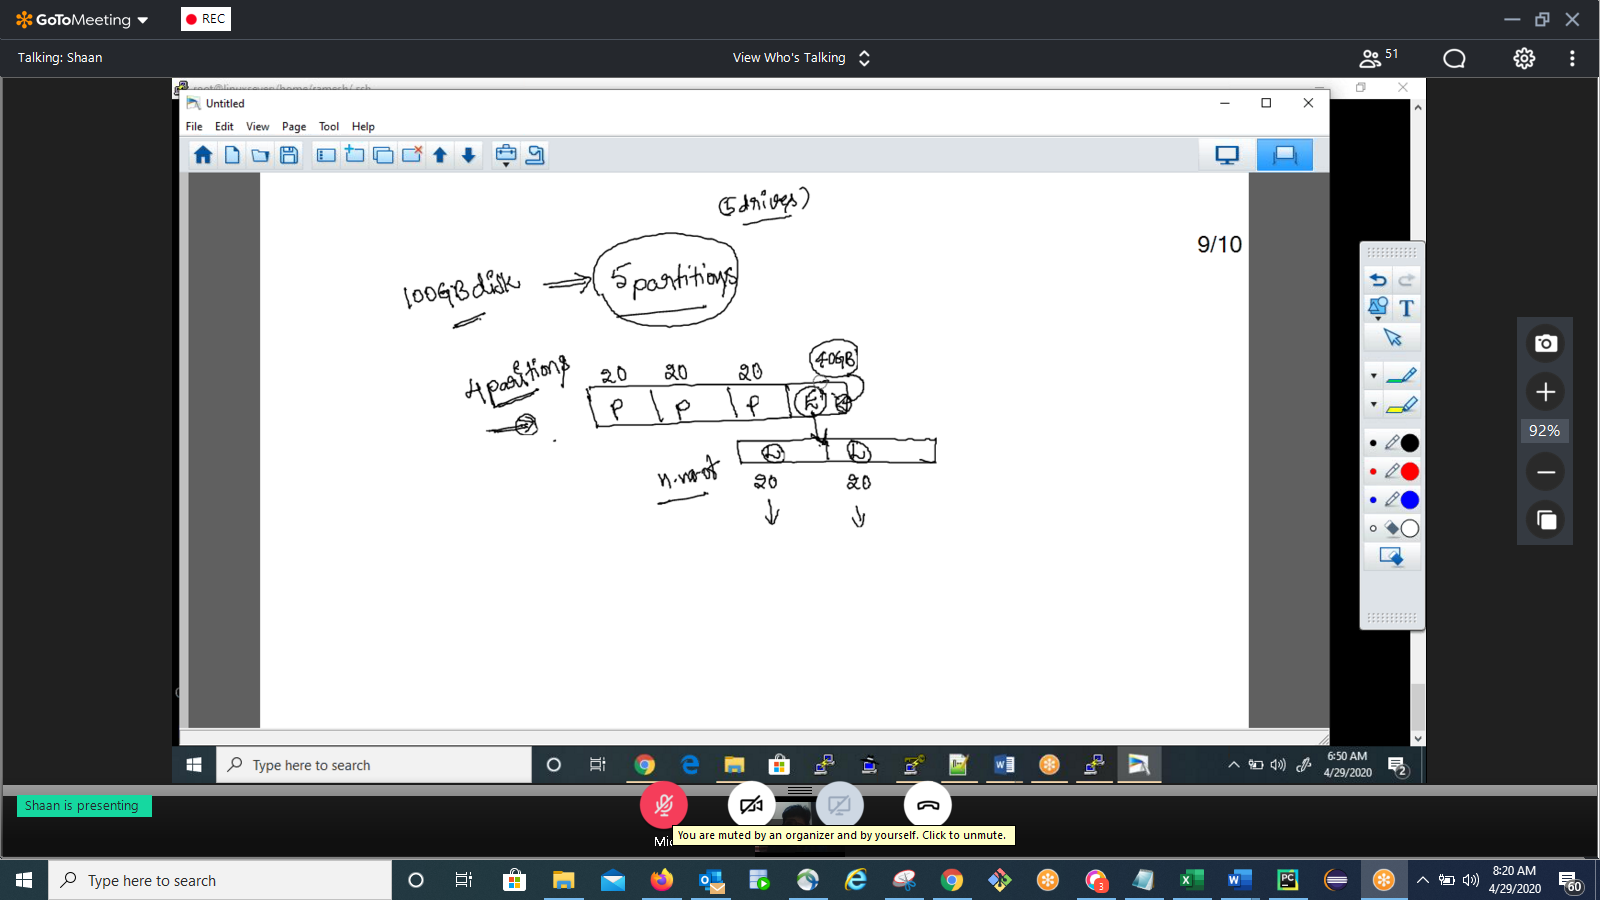 GoToMeeting
REC
Talking: Shaan
View Who's Talking
51
Untitled
File Edit View Page Tool Help
(5 drives)
9/10
100GB disk ⇒ 5 partitions
40GB
4 partitions
20 20 20
P P P E
L L
20 20
T
92%
6:50 AM
4/29/2020
2
Type here to search
Shaan is presenting
You are muted by an organizer and by yourself. Click to unmute.
Type here to search
3
8:20 AM
4/29/2020
60